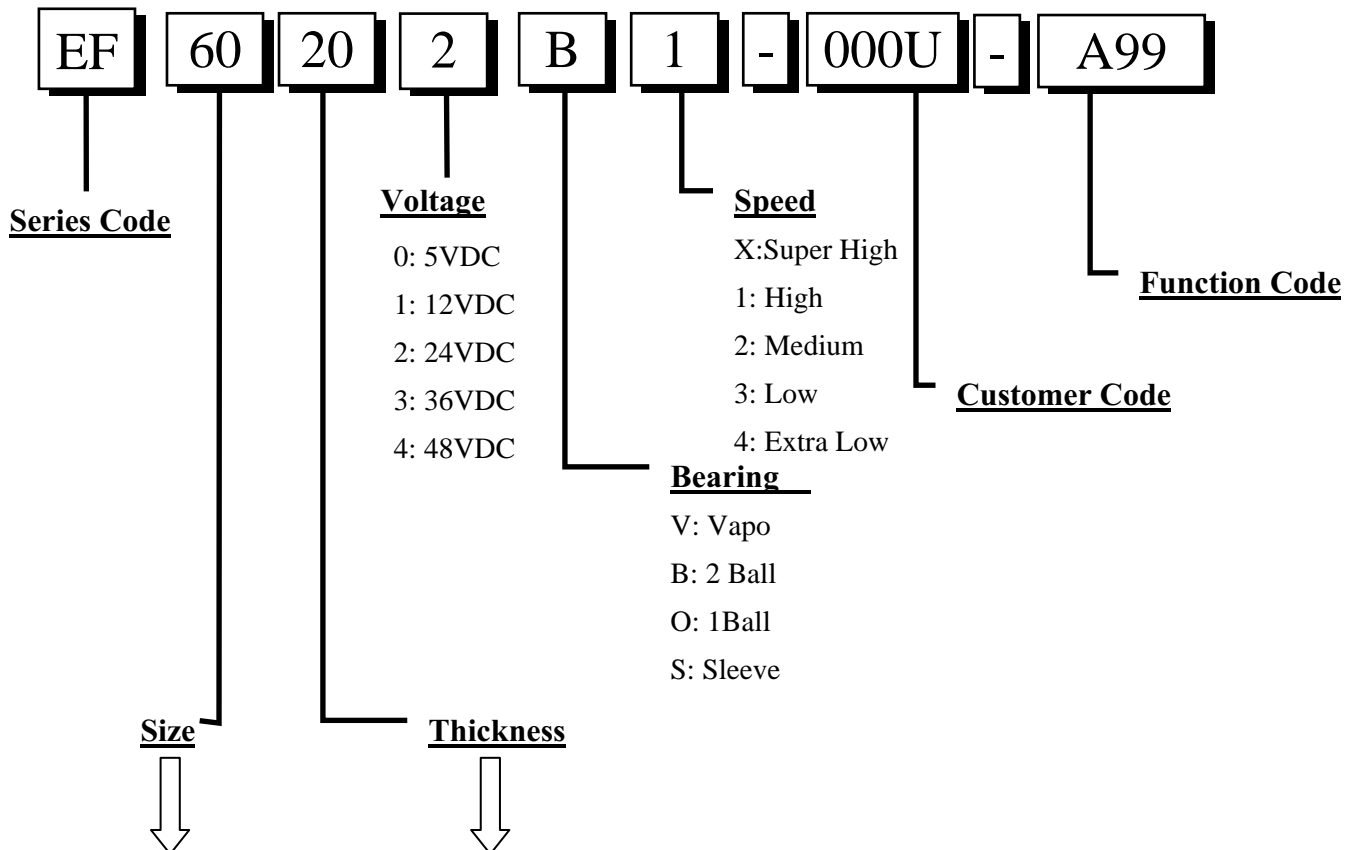 EF 60 20 2 B 1 - 000U - A99
Series Code
Voltage
0: 5VDC
1: 12VDC
2: 24VDC
3: 36VDC
4: 48VDC
Speed
X:Super High
1: High
2: Medium
3: Low
4: Extra Low
Function Code
Customer Code
Bearing
V: Vapo
B: 2 Ball
O: 1Ball
S: Sleeve
Size
Thickness